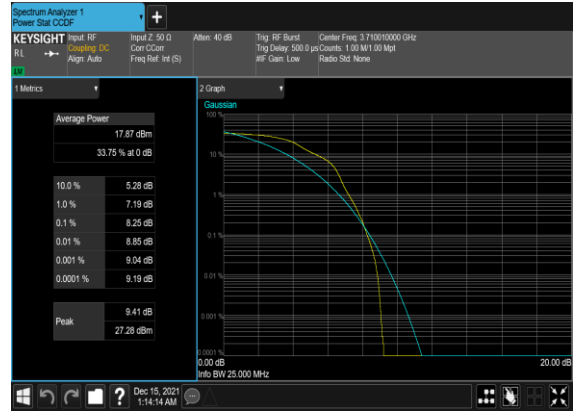 Spectrum Analyzer 1
Power Stat CCDF
KEYSIGHT Input: RF Input Z: 50 Ω Atten: 40 dB Trig: RF Burst Center Freq: 3.710010000 GHz
RL Coupling: DC Corr CCorr Trig Delay: 500.0 µs Counts: 1.00 M/1.00 Mpt
Align: Auto Freq Ref: Int (S) #IF Gain: Low Radio Std: None
LXI
1 Metrics
Average Power
17.87 dBm
33.75 % at 0 dB
10.0 % 5.28 dB
1.0 % 7.19 dB
0.1 % 8.25 dB
0.01 % 8.85 dB
0.001 % 9.04 dB
0.0001 % 9.19 dB
Peak 9.41 dB
27.28 dBm
2 Graph
Gaussian
100 %
10 %
1 %
0.1 %
0.01 %
0.001 %
0.0001 %
0.00 dB 20.00 dB
Info BW 25.000 MHz
? Dec 15, 2021
1:14:14 AM